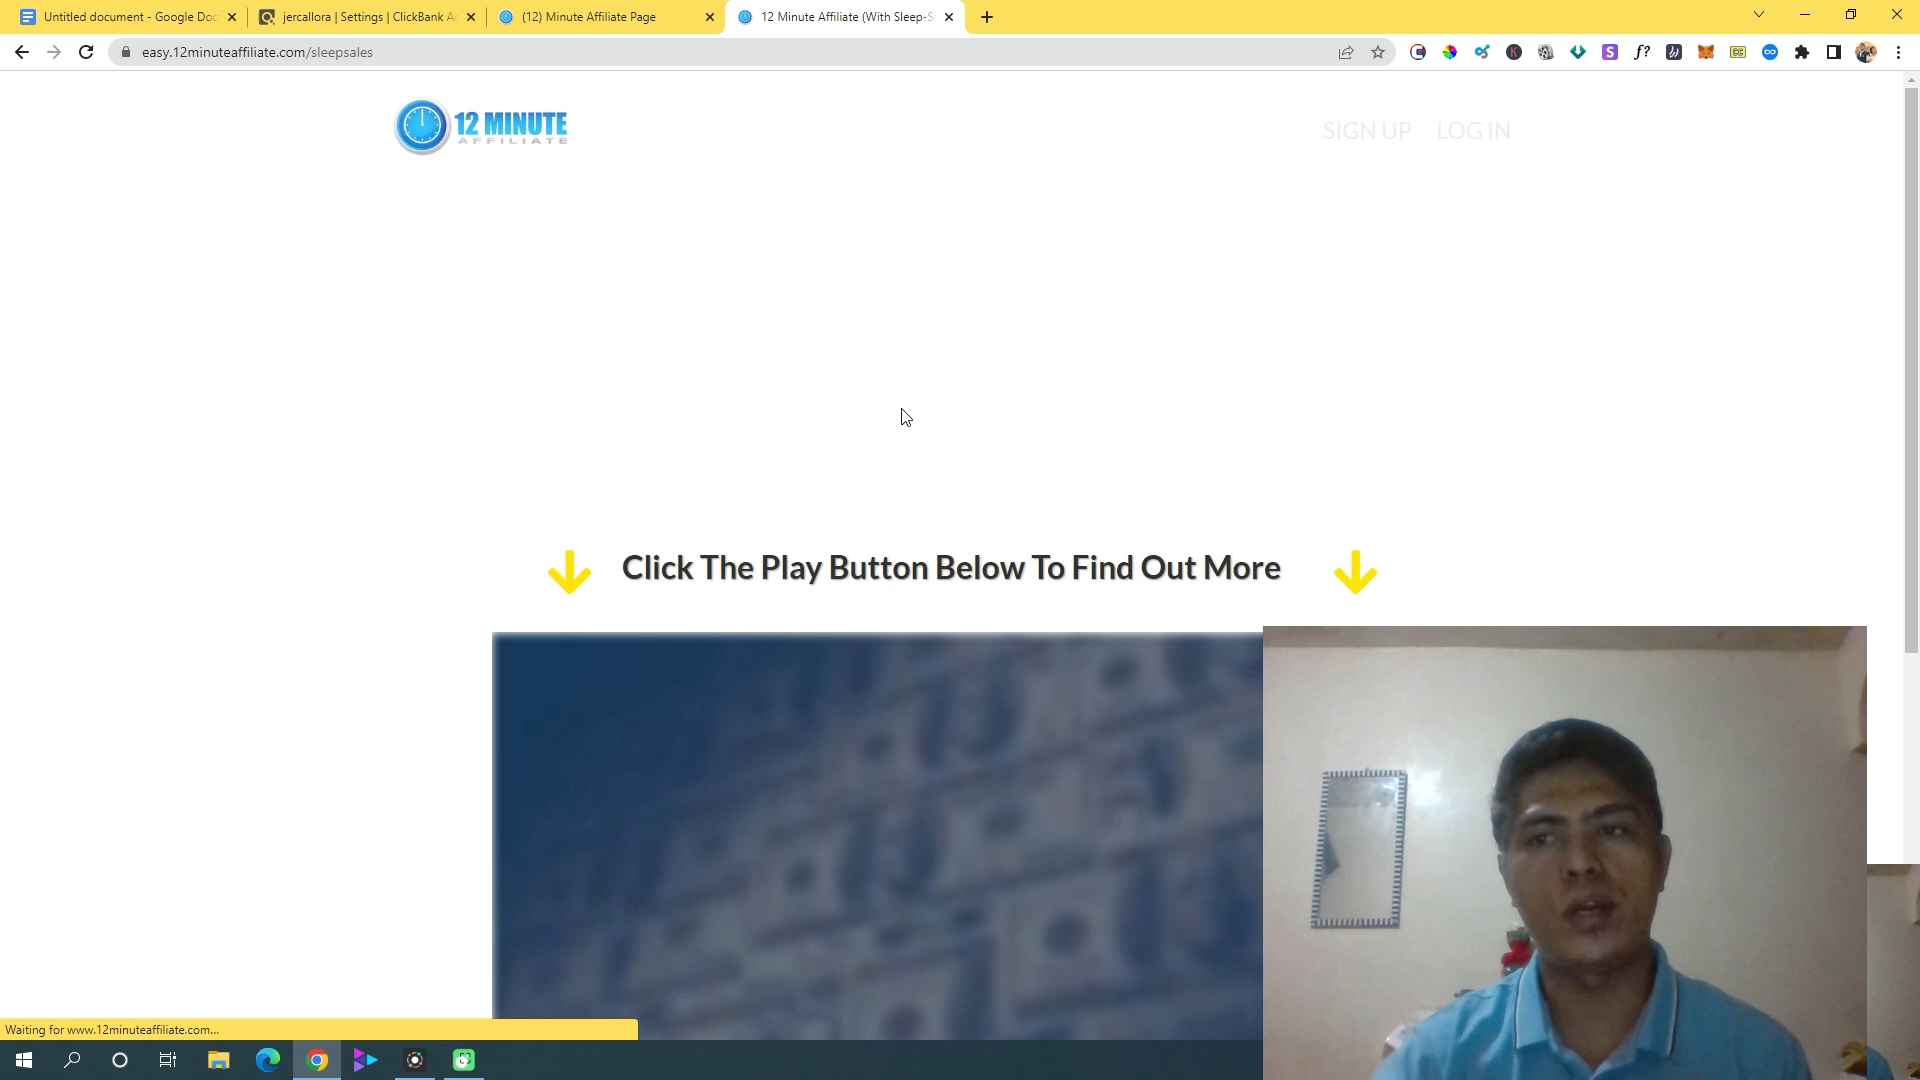 Untitled document - Google Doc
jercallora | Settings | ClickBank Ac
(12) Minute Affiliate Page
12 Minute Affiliate (With Sleep-S
easy.12minuteaffiliate.com/sleepsales
12 MINUTE
AFFILIATE
SIGN UP
LOG IN
Click The Play Button Below To Find Out More
Waiting for www.12minuteaffiliate.com...